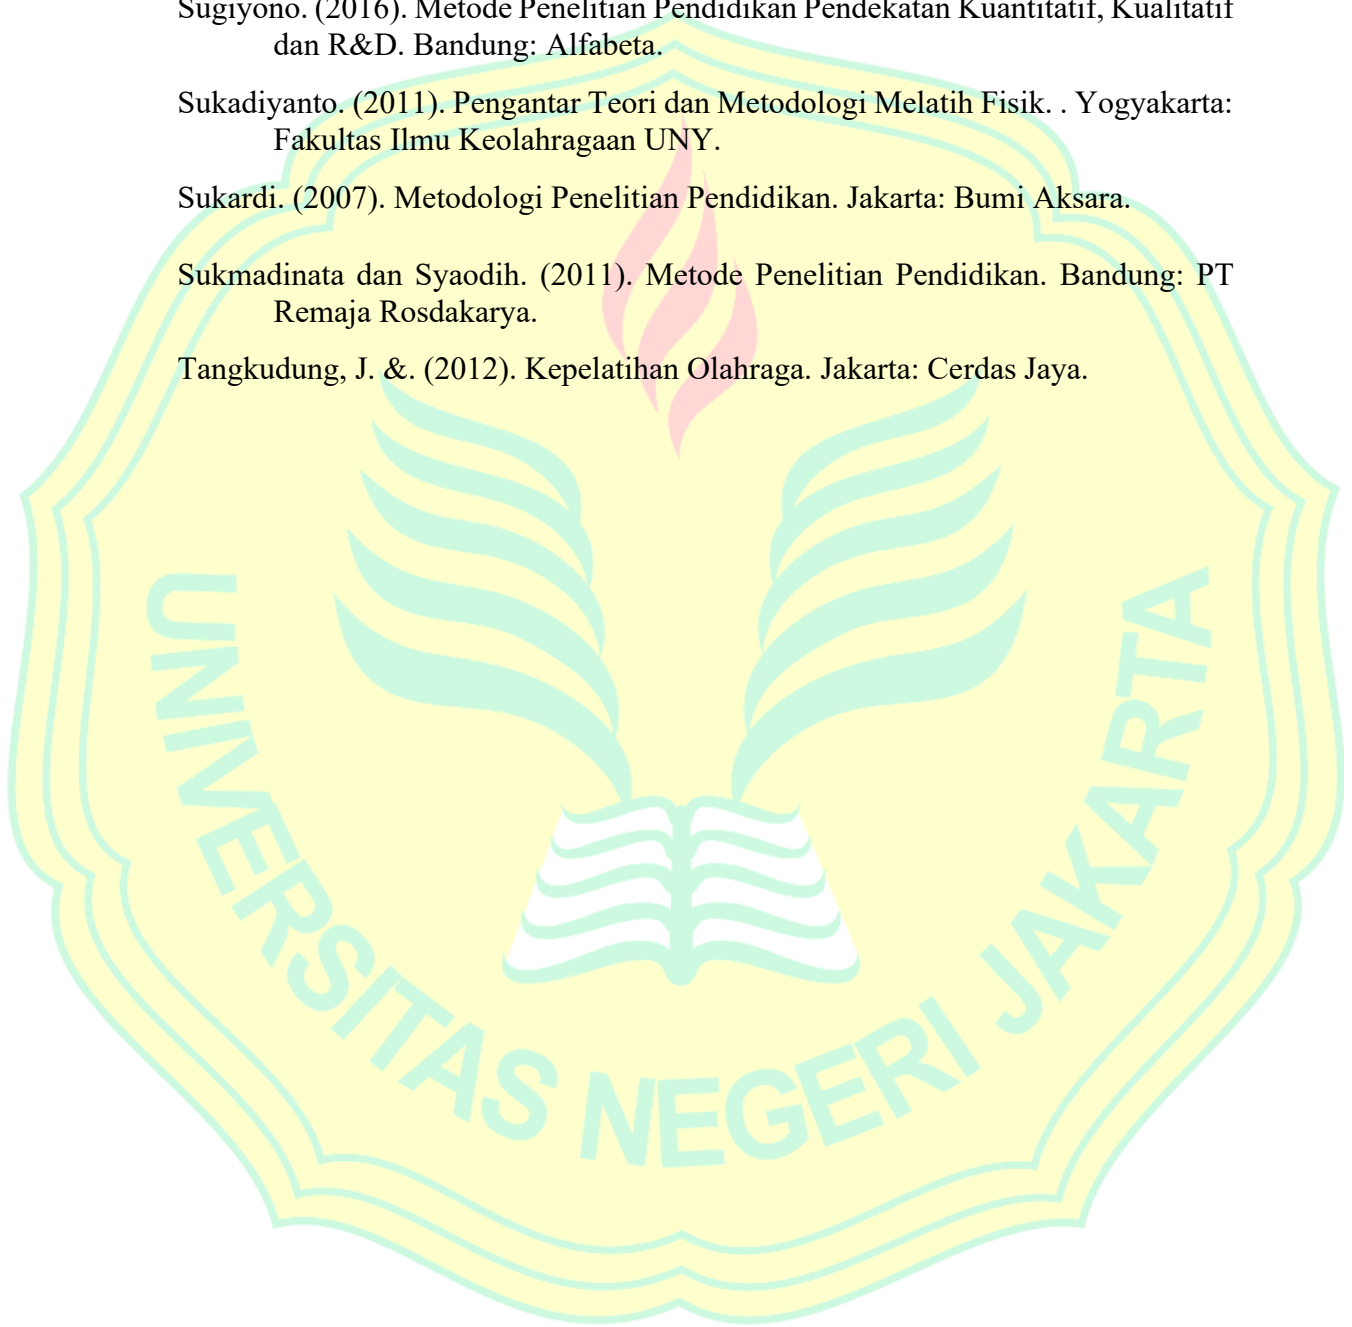 Sugiyono. (2016). Metode Penelitian Pendidikan Pendekatan Kuantitatif, Kualitatif
dan R&D. Bandung: Alfabeta.
Sukadiyanto. (2011). Pengantar Teori dan Metodologi Melatih Fisik. . Yogyakarta:
Fakultas Ilmu Keolahragaan UNY.
Sukardi. (2007). Metodologi Penelitian Pendidikan. Jakarta: Bumi Aksara.
Sukmadinata dan Syaodih. (2011). Metode Penelitian Pendidikan. Bandung: PT
Remaja Rosdakarya.
Tangkudung, J. &. (2012). Kepelatihan Olahraga. Jakarta: Cerdas Jaya.
UNIVERSITAS NEGERI JAKARTA